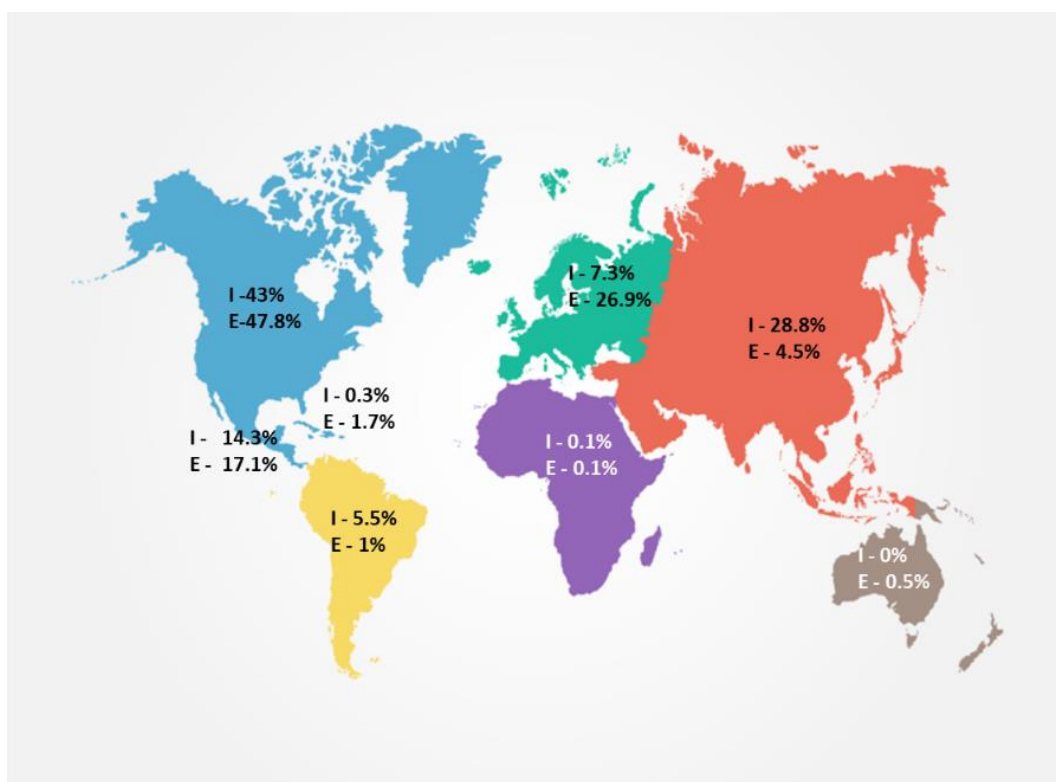 I - 7.3%
E - 26.9%
I -43%
E-47.8%
I - 28.8%
E - 4.5%
I - 0.3%
E - 1.7%
I - 14.3%
E - 17.1%
I - 0.1%
E - 0.1%
I - 5.5%
E - 1%
I - 0%
E - 0.5%